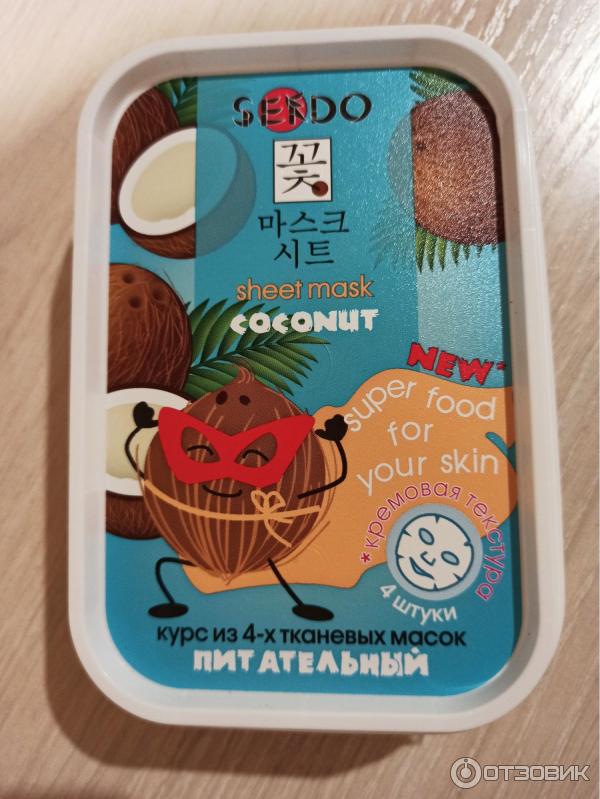 SENDO
꽃
마스크
시트
sheet mask
COCONUT
NEW*
super food
for
your skin
*кремовая текстура
4 штуки
курс из 4-х тканевых масок
ПИТАТЕЛЬНЫЙ
ОТЗОВИК